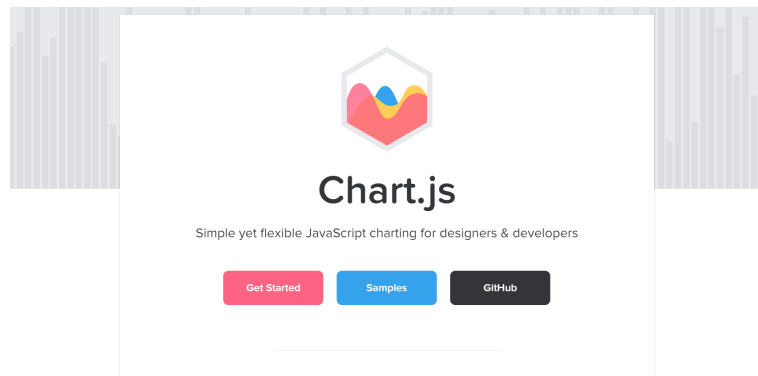 Chart.js
Simple yet flexible JavaScript charting for designers & developers
Get Started
Samples
GitHub